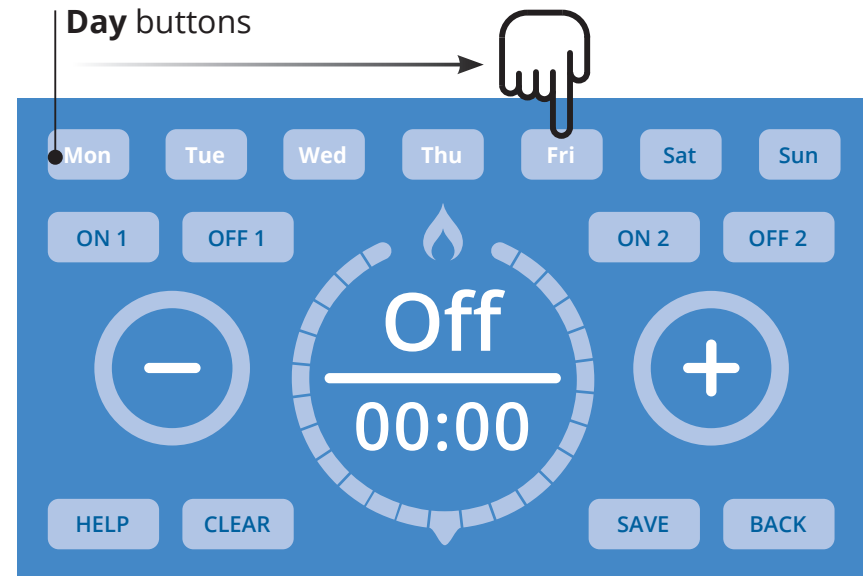 Day buttons
Mon Tue Wed Thu Fri Sat Sun
ON 1 OFF 1 ON 2 OFF 2
Off
00:00
HELP CLEAR SAVE BACK